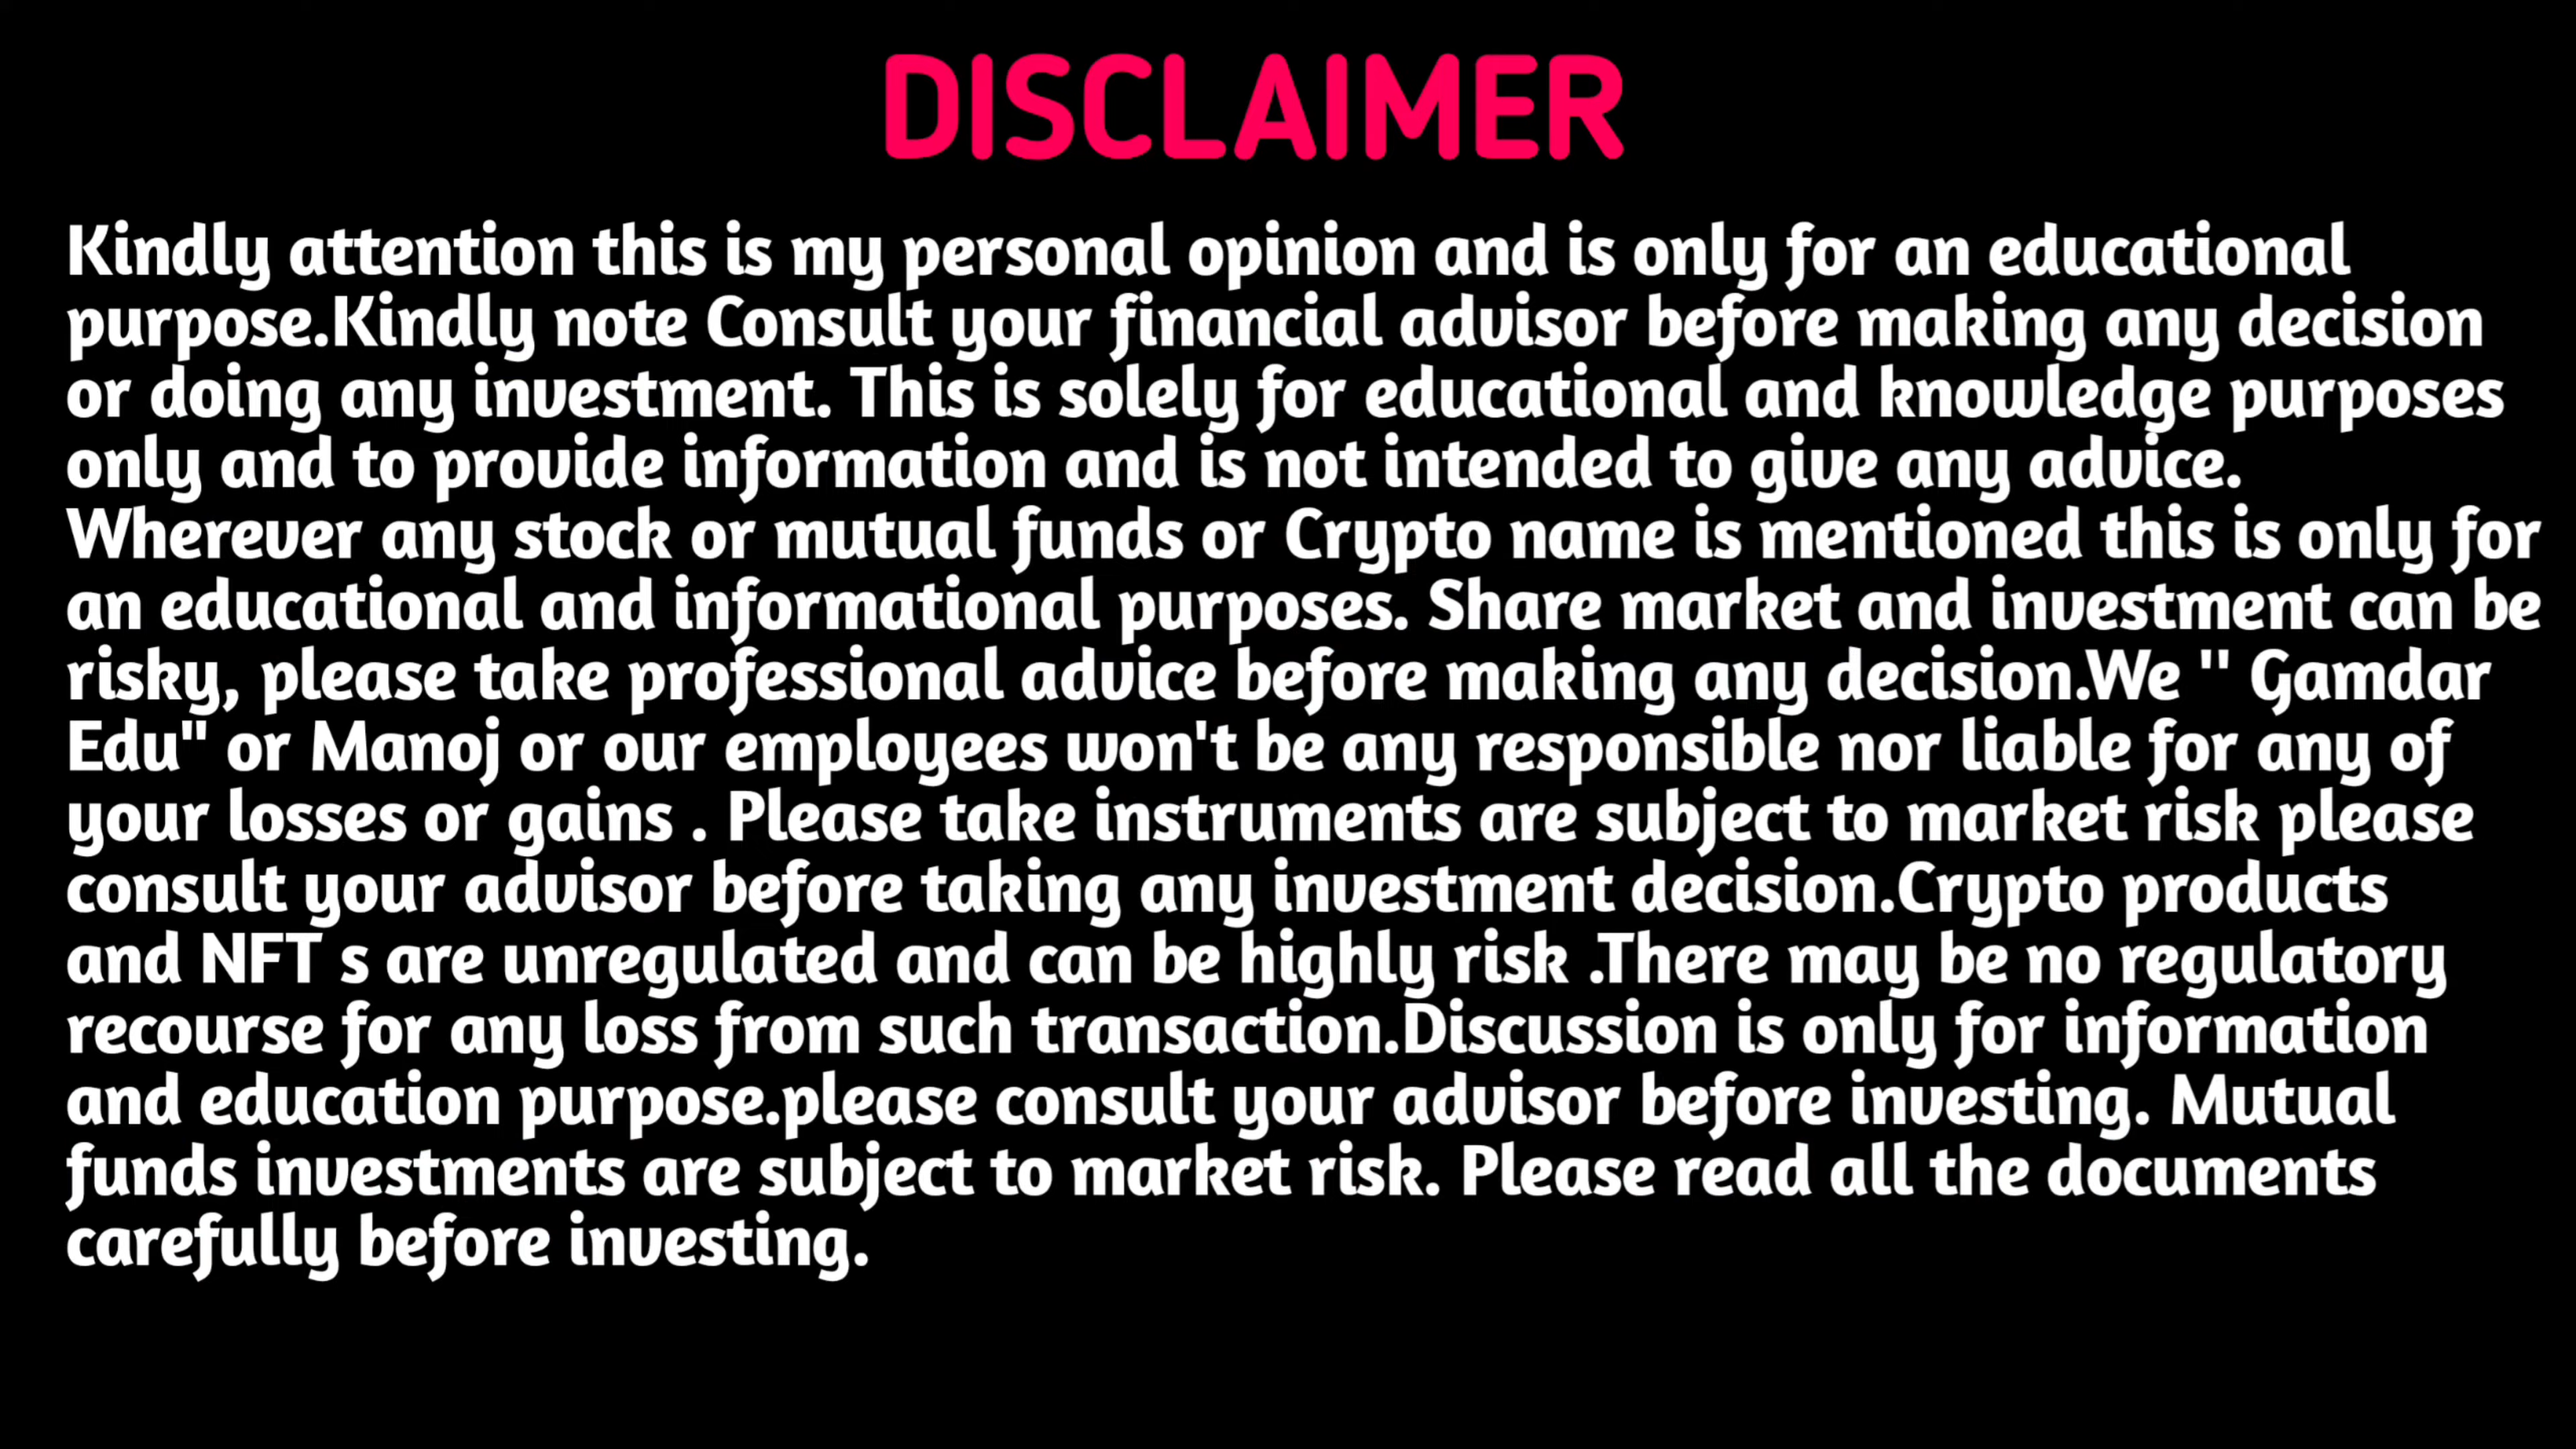 DISCLAIMER
Kindly attention this is my personal opinion and is only for an educational
purpose.Kindly note Consult your financial advisor before making any decision
or doing any investment. This is solely for educational and knowledge purposes
only and to provide information and is not intended to give any advice.
Wherever any stock or mutual funds or Crypto name is mentioned this is only for
an educational and informational purposes. Share market and investment can be
risky, please take professional advice before making any decision.We '' Gamdar
Edu" or Manoj or our employees won't be any responsible nor liable for any of
your losses or gains . Please take instruments are subject to market risk please
consult your advisor before taking any investment decision.Crypto products
and NFT s are unregulated and can be highly risk .There may be no regulatory
recourse for any loss from such transaction.Discussion is only for information
and education purpose.please consult your advisor before investing. Mutual
funds investments are subject to market risk. Please read all the documents
carefully before investing.